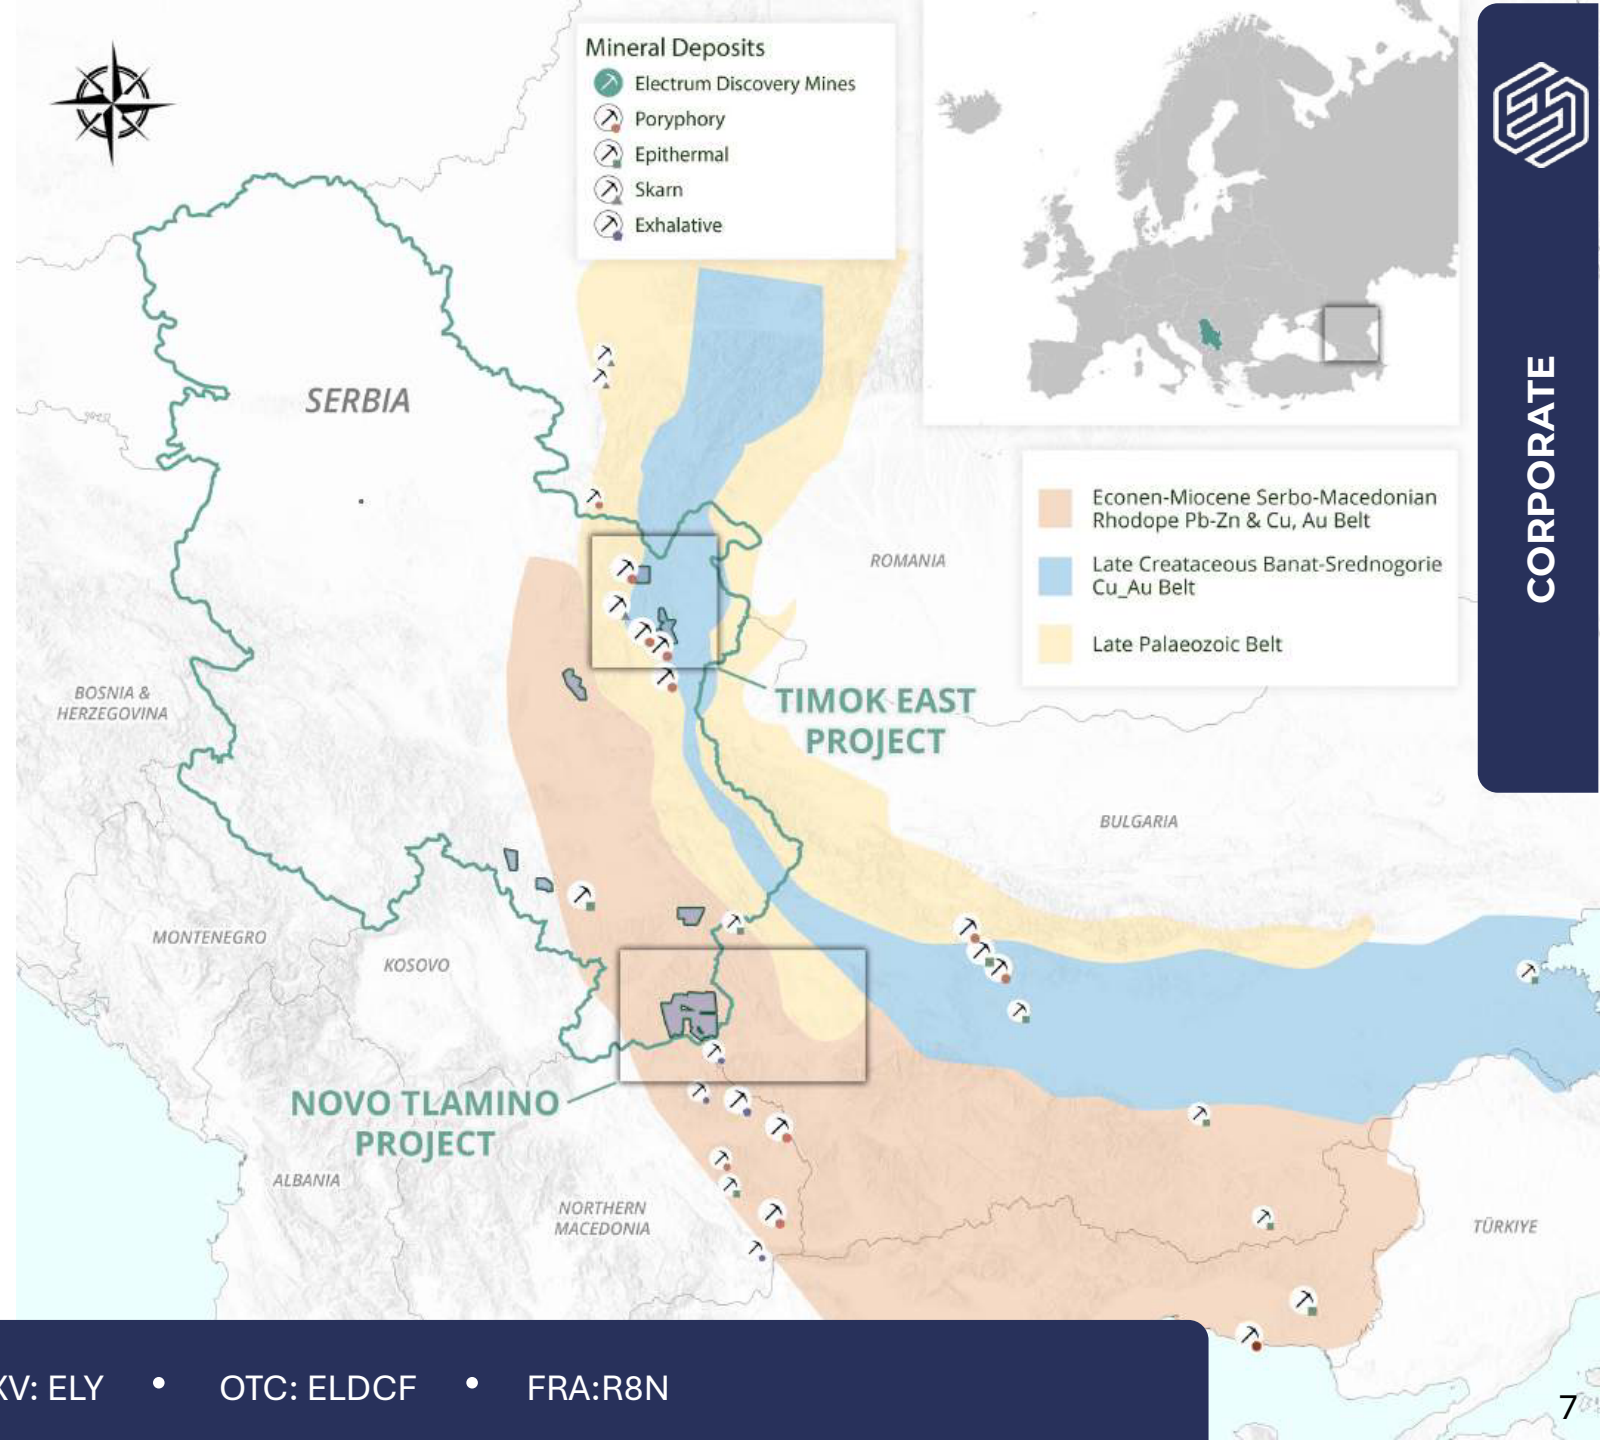 Mineral Deposits
Electrum Discovery Mines
Poryphory
Epithermal
Skarn
Exhalative
CORPORATE
SERBIA
Econen-Miocene Serbo-Macedonian
Rhodope Pb-Zn & Cu, Au Belt
Late Creataceous Banat-Srednogorie
Cu_Au Belt
Late Palaeozoic Belt
ROMANIA
BOSNIA &
HERZEGOVINA
TIMOK EAST
PROJECT
BULGARIA
MONTENEGRO
KOSOVO
NOVO TLAMINO
PROJECT
ALBANIA
NORTHERN
MACEDONIA
TÜRKIYE
XV: ELY • OTC: ELDCF • FRA:R8N
7